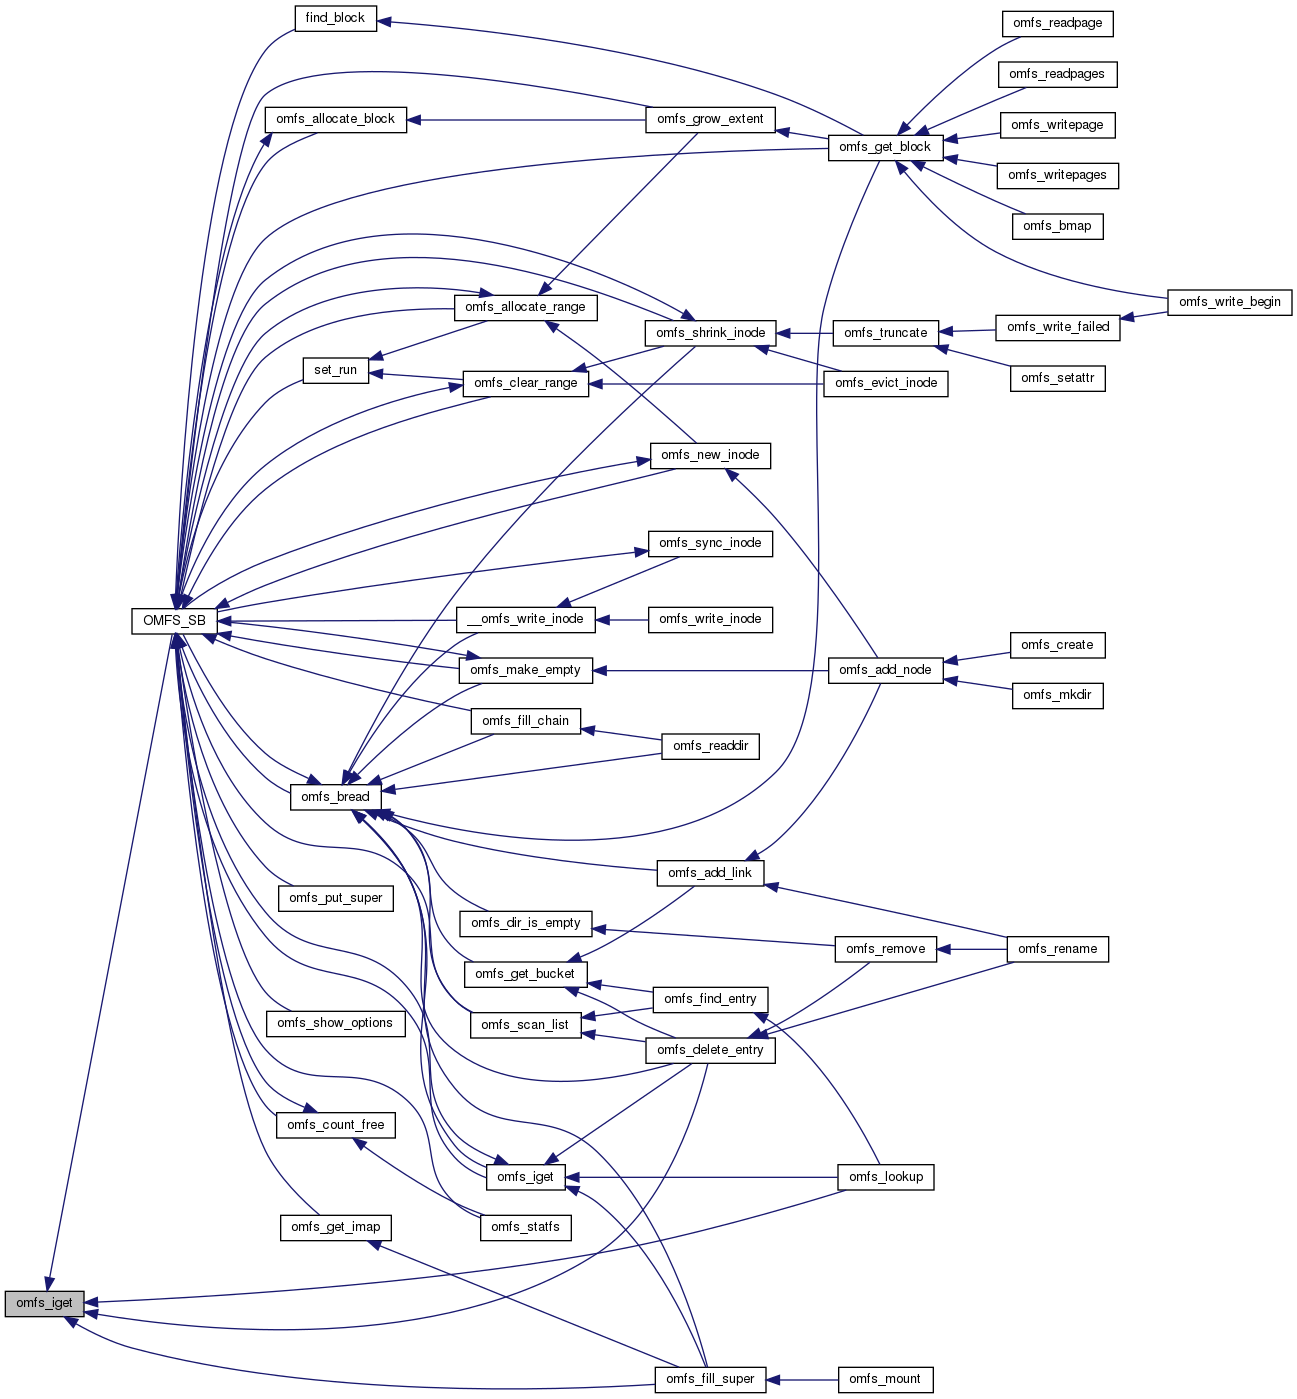 find_block
omfs_readpage
omfs_readpages
omfs_allocate_block
omfs_grow_extent
omfs_writepage
omfs_get_block
omfs_writepages
omfs_bmap
omfs_write_begin
omfs_allocate_range
omfs_shrink_inode
omfs_truncate
omfs_write_failed
set_run
omfs_clear_range
omfs_evict_inode
omfs_setattr
omfs_new_inode
omfs_sync_inode
OMFS_SB
__omfs_write_inode
omfs_write_inode
omfs_create
omfs_make_empty
omfs_add_node
omfs_mkdir
omfs_fill_chain
omfs_readdir
omfs_bread
omfs_add_link
omfs_put_super
omfs_dir_is_empty
omfs_remove
omfs_rename
omfs_get_bucket
omfs_find_entry
omfs_show_options
omfs_scan_list
omfs_delete_entry
omfs_count_free
omfs_iget
omfs_lookup
omfs_get_imap
omfs_statfs
omfs_iget
omfs_fill_super
omfs_mount